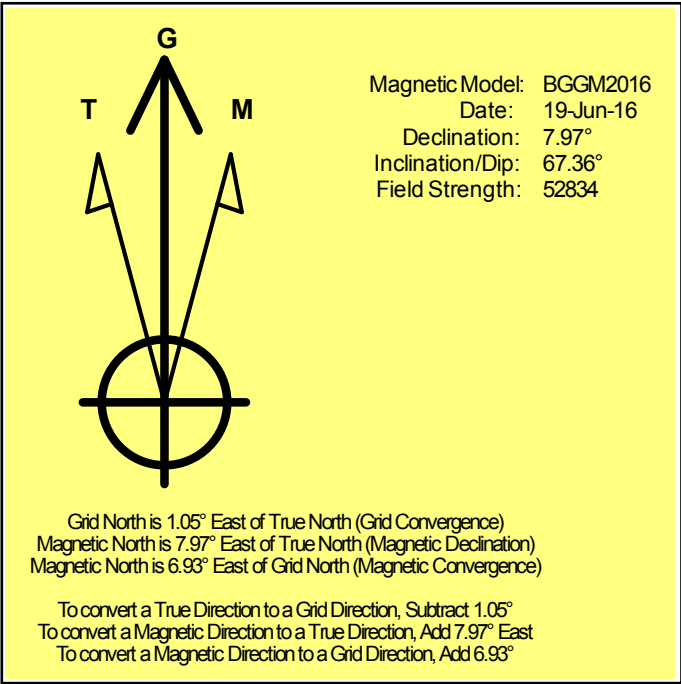 G
T M
Magnetic Model: BGGM2016
Date: 19-Jun-16
Declination: 7.97°
Inclination/Dip: 67.36°
Field Strength: 52834
Grid North is 1.05° East of True North (Grid Convergence)
Magnetic North is 7.97° East of True North (Magnetic Declination)
Magnetic North is 6.93° East of Grid North (Magnetic Convergence)
To convert a True Direction to a Grid Direction, Subtract 1.05°
To convert a Magnetic Direction to a True Direction, Add 7.97° East
To convert a Magnetic Direction to a Grid Direction, Add 6.93°